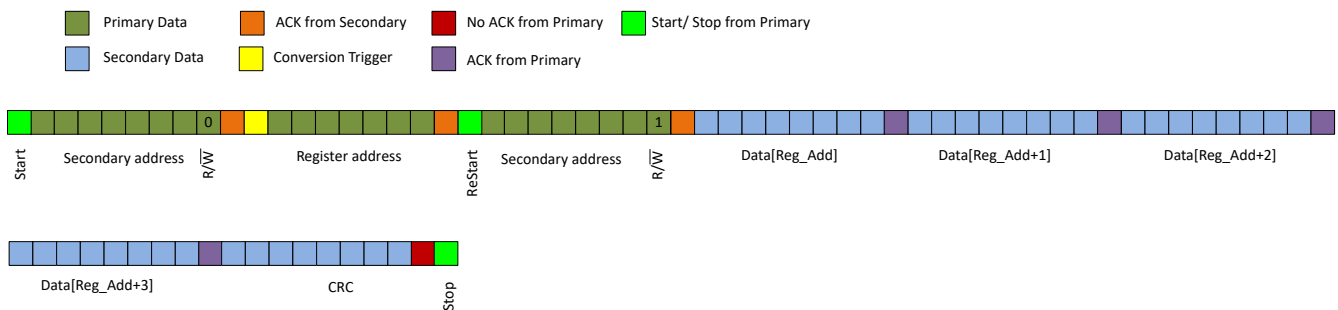 Primary Data
ACK from Secondary
No ACK from Primary
Start/ Stop from Primary
Secondary Data
Conversion Trigger
ACK from Primary
0
1
Start
Secondary address
R/W
Register address
ReStart
Secondary address
R/W
Data[Reg_Add]
Data[Reg_Add+1]
Data[Reg_Add+2]
Data[Reg_Add+3]
CRC
Stop